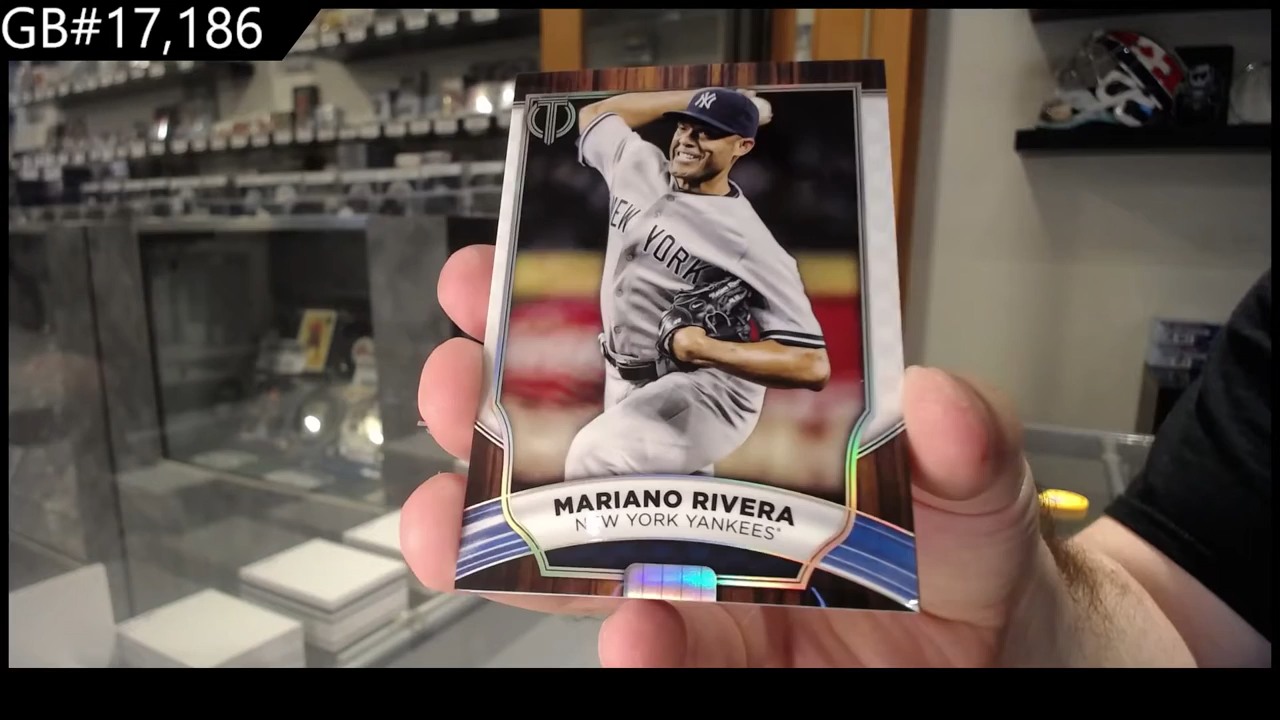 GB#17,186
NY
NEW YORK
MARIANO RIVERA
NEW YORK YANKEES